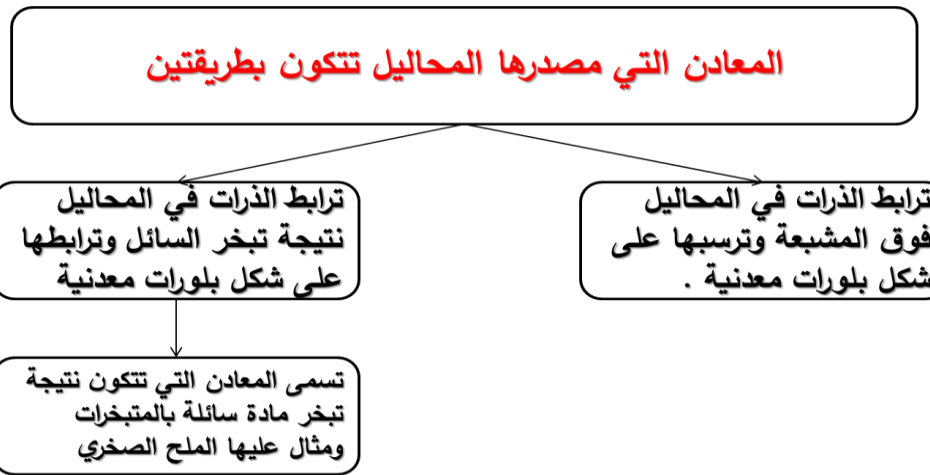 المعادن التي مصدرها المحاليل تتكون بطريقتين
ترابط الذرات في المحاليل
فوق المشبعة وترسبها على
شكل بلورات معدنية .
ترابط الذرات في المحاليل
نتيجة تبخر السائل وترابطها
على شكل بلورات معدنية
تسمى المعادن التي تتكون نتيجة
تبخر مادة سائلة بالمتبخرات
ومثال عليها الملح الصخري